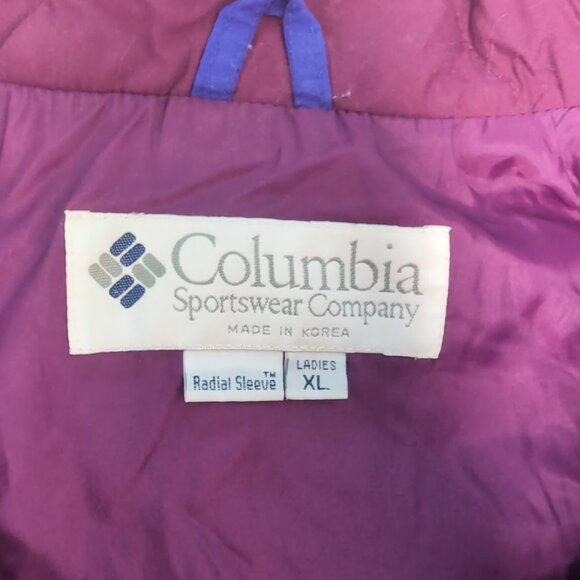 Columbia
Sportswear Company
MADE IN KOREA
Radial Sleeve™
LADIES
XL.